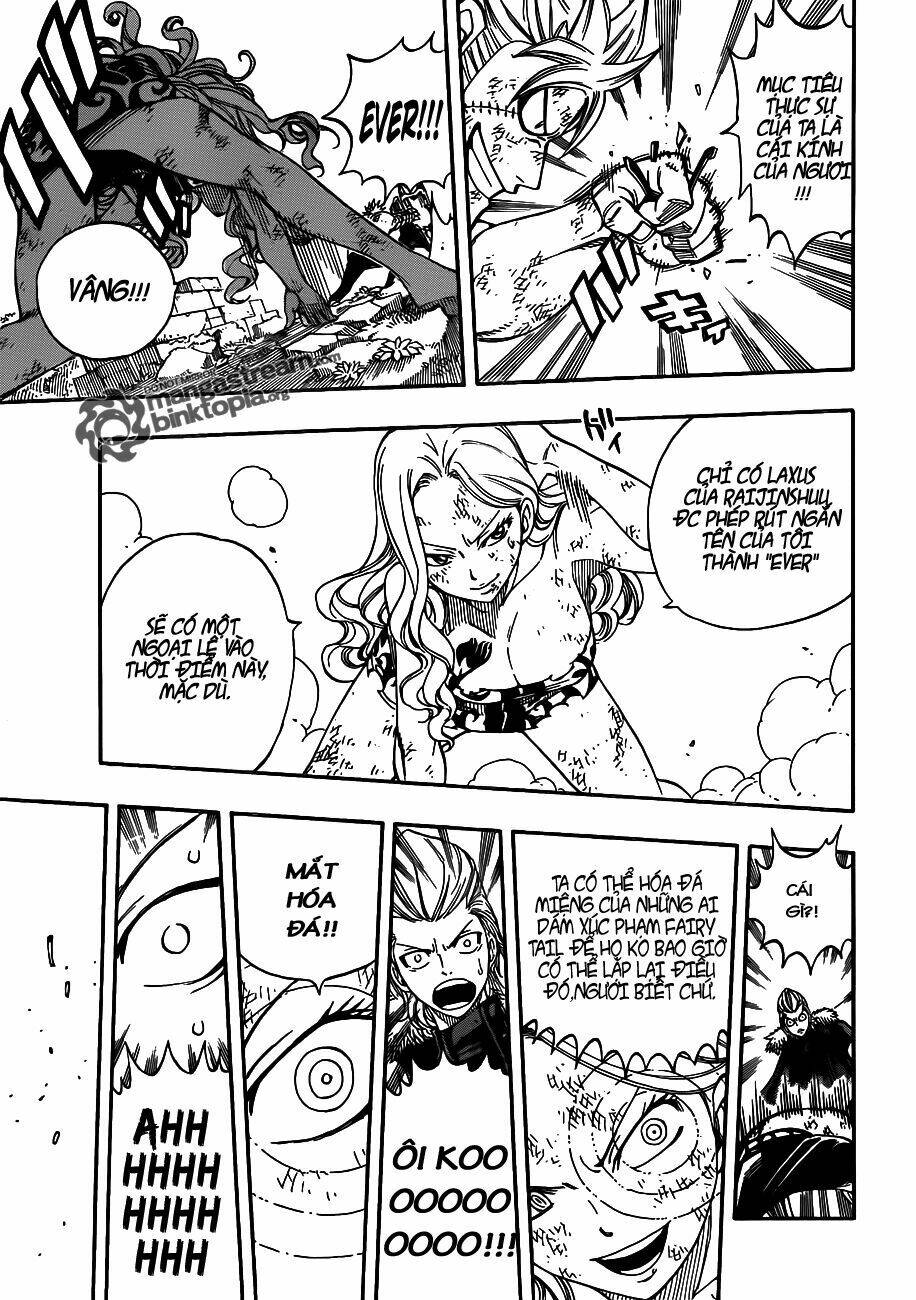 MỤC TIÊU
THỰC SỰ
CỦA TA LÀ
CÁI KÍNH
CỦA NGƯƠI
!!!
EVER!!!
VÂNG!!!
mangastream.com
binktopia.org
CHỈ CÓ LAXUS
CỦA RAIJINSHUU
ĐC PHÉP RÚT NGẮN
TÊN CỦA TÔI
THÀNH "EVER"
SẼ CÓ MỘT
NGOẠI LỆ VÀO
THỜI ĐIỂM NÀY,
MẶC DÙ.
CÁI
GÌ?!
TA CÓ THỂ HÓA ĐÁ
MIỆNG CỦA NHỮNG AI
DÁM XÚC PHẠM FAIRY
TAIL ĐỂ HỌ KO BAO GIỜ
CÓ THỂ LẶP LẠI ĐIỀU
ĐÓ,NGƯỜI BIẾT CHỨ.
ÔI KOO
OOOOO
OOOO!!!
MẮT
HÓA
ĐÁ!!
AHH
HHHH
HHHH
HHH